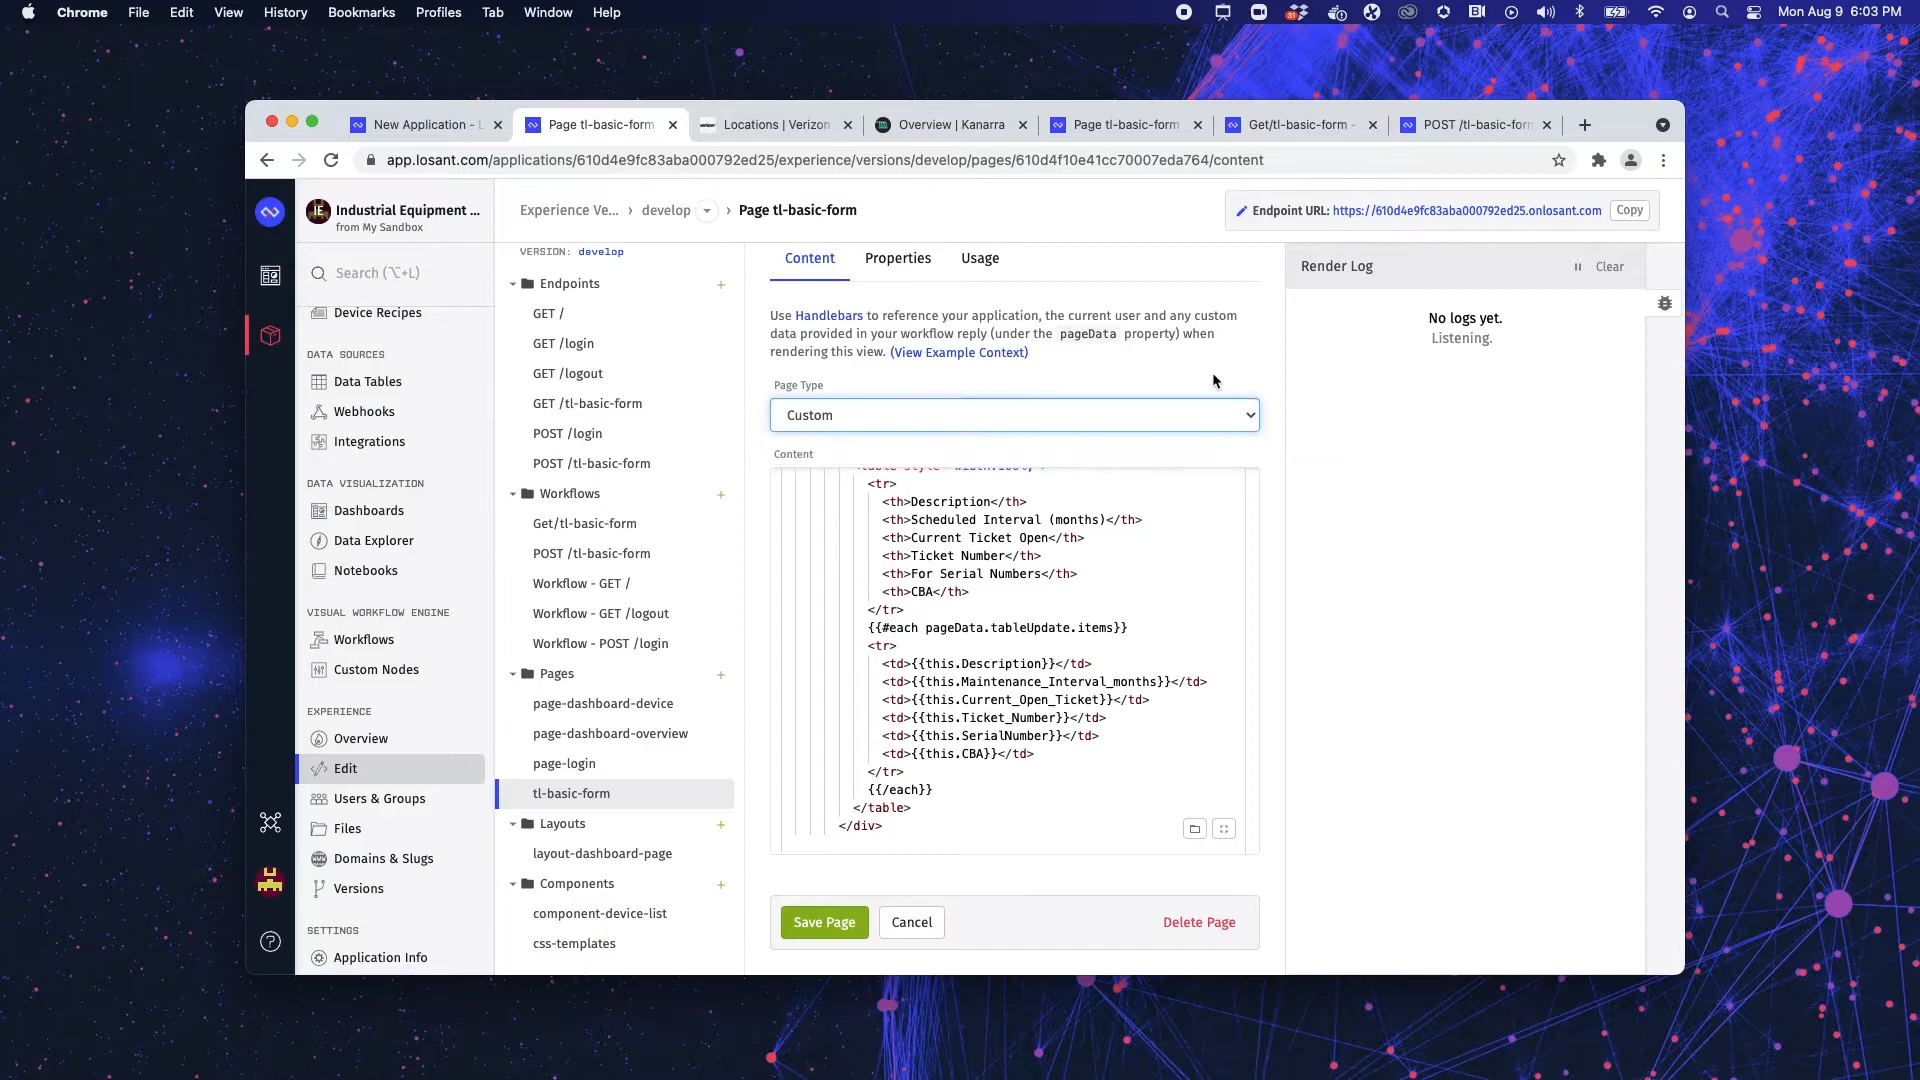 Chrome File Edit View History Bookmarks Profiles Tab Window Help
31
Mon Aug 9 6:03 PM
New Application - L
Page tl-basic-form
Locations | Verizon
Overview | Kanarra
Page tl-basic-form
Get/tl-basic-form -
POST /tl-basic-form
app.losant.com/applications/610d4e9fc83aba000792ed25/experience/versions/develop/pages/610d4f10e41cc70007eda764/content
IE
Industrial Equipment ...
from My Sandbox
Search (⌥+L)
Device Recipes
DATA SOURCES
Data Tables
Webhooks
Integrations
DATA VISUALIZATION
Dashboards
Data Explorer
Notebooks
VISUAL WORKFLOW ENGINE
Workflows
Custom Nodes
EXPERIENCE
Overview
Edit
Users & Groups
Files
Domains & Slugs
Versions
SETTINGS
Application Info
Experience Ve... › develop › Page tl-basic-form
Endpoint URL: https://610d4e9fc83aba000792ed25.onlosant.com Copy
VERSION: develop
Endpoints
GET /
GET /login
GET /logout
GET /tl-basic-form
POST /login
POST /tl-basic-form
Workflows
Get/tl-basic-form
POST /tl-basic-form
Workflow - GET /
Workflow - GET /logout
Workflow - POST /login
Pages
page-dashboard-device
page-dashboard-overview
page-login
tl-basic-form
Layouts
layout-dashboard-page
Components
component-device-list
css-templates
Content Properties Usage
Use Handlebars to reference your application, the current user and any custom
data provided in your workflow reply (under the pageData property) when
rendering this view. (View Example Context)
Page Type
Custom
Content
<tr>
<th>Description</th>
<th>Scheduled Interval (months)</th>
<th>Current Ticket Open</th>
<th>Ticket Number</th>
<th>For Serial Numbers</th>
<th>CBA</th>
</tr>
{{#each pageData.tableUpdate.items}}
<tr>
<td>{{this.Description}}</td>
<td>{{this.Maintenance_Interval_months}}</td>
<td>{{this.Current_Open_Ticket}}</td>
<td>{{this.Ticket_Number}}</td>
<td>{{this.SerialNumber}}</td>
<td>{{this.CBA}}</td>
</tr>
{{/each}}
</table>
</div>
Save Page Cancel Delete Page
Render Log Clear
No logs yet.
Listening.